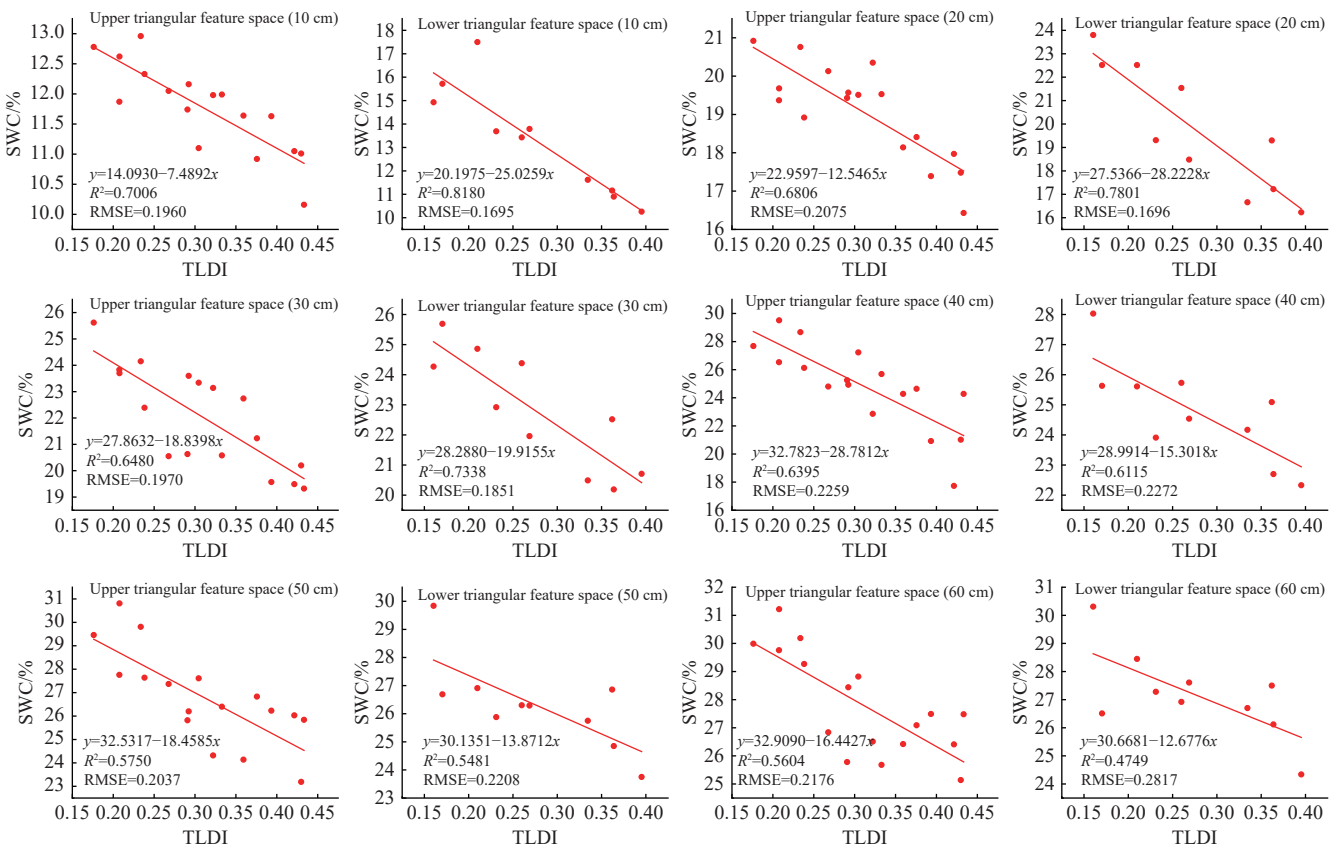 Upper triangular feature space (10 cm)
13.0
12.5
12.0
11.5
11.0
10.5
10.0
SWC/%
y=14.0930−7.4892x
R²=0.7006
RMSE=0.1960
0.15 0.20 0.25 0.30 0.35 0.40 0.45
TLDI
Lower triangular feature space (10 cm)
18
17
16
15
14
13
12
11
10
SWC/%
y=20.1975−25.0259x
R²=0.8180
RMSE=0.1695
0.15 0.20 0.25 0.30 0.35 0.40
TLDI
Upper triangular feature space (20 cm)
21
20
19
18
17
16
SWC/%
y=22.9597−12.5465x
R²=0.6806
RMSE=0.2075
0.15 0.20 0.25 0.30 0.35 0.40 0.45
TLDI
Lower triangular feature space (20 cm)
24
23
22
21
20
19
18
17
16
SWC/%
y=27.5366−28.2228x
R²=0.7801
RMSE=0.1696
0.15 0.20 0.25 0.30 0.35 0.40
TLDI
Upper triangular feature space (30 cm)
26
25
24
23
22
21
20
19
SWC/%
y=27.8632−18.8398x
R²=0.6480
RMSE=0.1970
0.15 0.20 0.25 0.30 0.35 0.40 0.45
TLDI
Lower triangular feature space (30 cm)
26
25
24
23
22
21
20
SWC/%
y=28.2880−19.9155x
R²=0.7338
RMSE=0.1851
0.15 0.20 0.25 0.30 0.35 0.40
TLDI
Upper triangular feature space (40 cm)
30
28
26
24
22
20
18
16
SWC/%
y=32.7823−28.7812x
R²=0.6395
RMSE=0.2259
0.15 0.20 0.25 0.30 0.35 0.40 0.45
TLDI
Lower triangular feature space (40 cm)
28
27
26
25
24
23
22
SWC/%
y=28.9914−15.3018x
R²=0.6115
RMSE=0.2272
0.15 0.20 0.25 0.30 0.35 0.40
TLDI
Upper triangular feature space (50 cm)
31
30
29
28
27
26
25
24
23
SWC/%
y=32.5317−18.4585x
R²=0.5750
RMSE=0.2037
0.15 0.20 0.25 0.30 0.35 0.40 0.45
TLDI
Lower triangular feature space (50 cm)
30
29
28
27
26
25
24
23
SWC/%
y=30.1351−13.8712x
R²=0.5481
RMSE=0.2208
0.15 0.20 0.25 0.30 0.35 0.40
TLDI
Upper triangular feature space (60 cm)
32
31
30
29
28
27
26
25
SWC/%
y=32.9090−16.4427x
R²=0.5604
RMSE=0.2176
0.15 0.20 0.25 0.30 0.35 0.40 0.45
TLDI
Lower triangular feature space (60 cm)
31
30
29
28
27
26
25
24
SWC/%
y=30.6681−12.6776x
R²=0.4749
RMSE=0.2817
0.15 0.20 0.25 0.30 0.35 0.40
TLDI